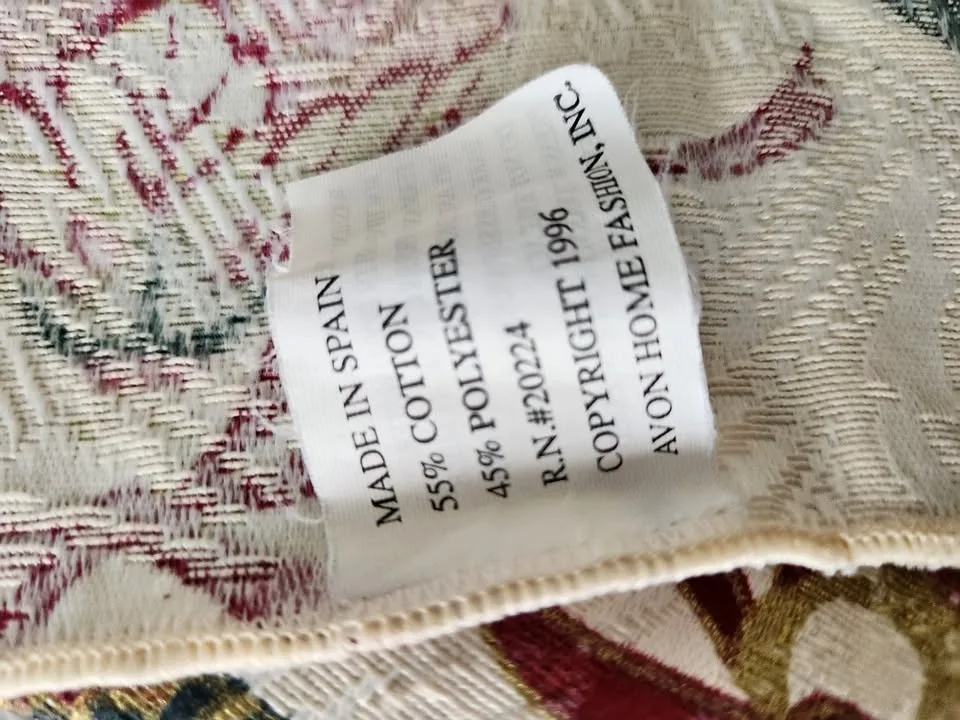 MADE IN SPAIN
55% COTTON
45% POLYESTER
R.N.#20224
COPYRIGHT 1996
AVON HOME FASHION, INC.